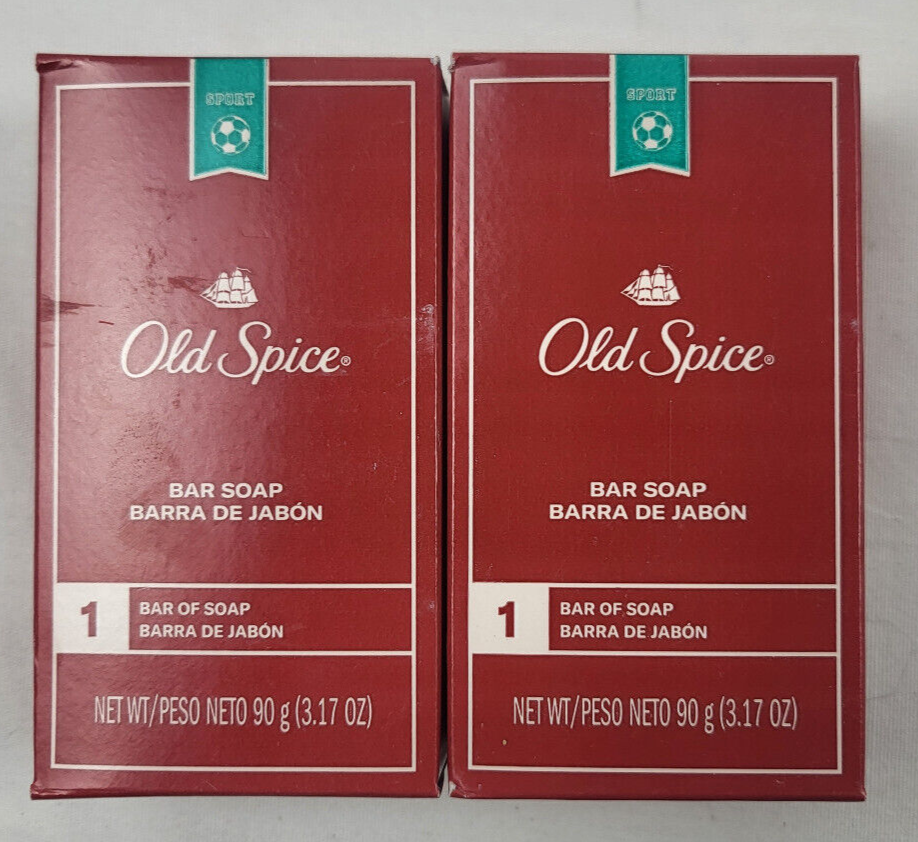 SPORT
Old Spice®
BAR SOAP
BARRA DE JABÓN
1
BAR OF SOAP
BARRA DE JABÓN
NET WT/PESO NETO 90 g (3.17 OZ)
SPORT
Old Spice®
BAR SOAP
BARRA DE JABÓN
1
BAR OF SOAP
BARRA DE JABÓN
NET WT/PESO NETO 90 g (3.17 OZ)